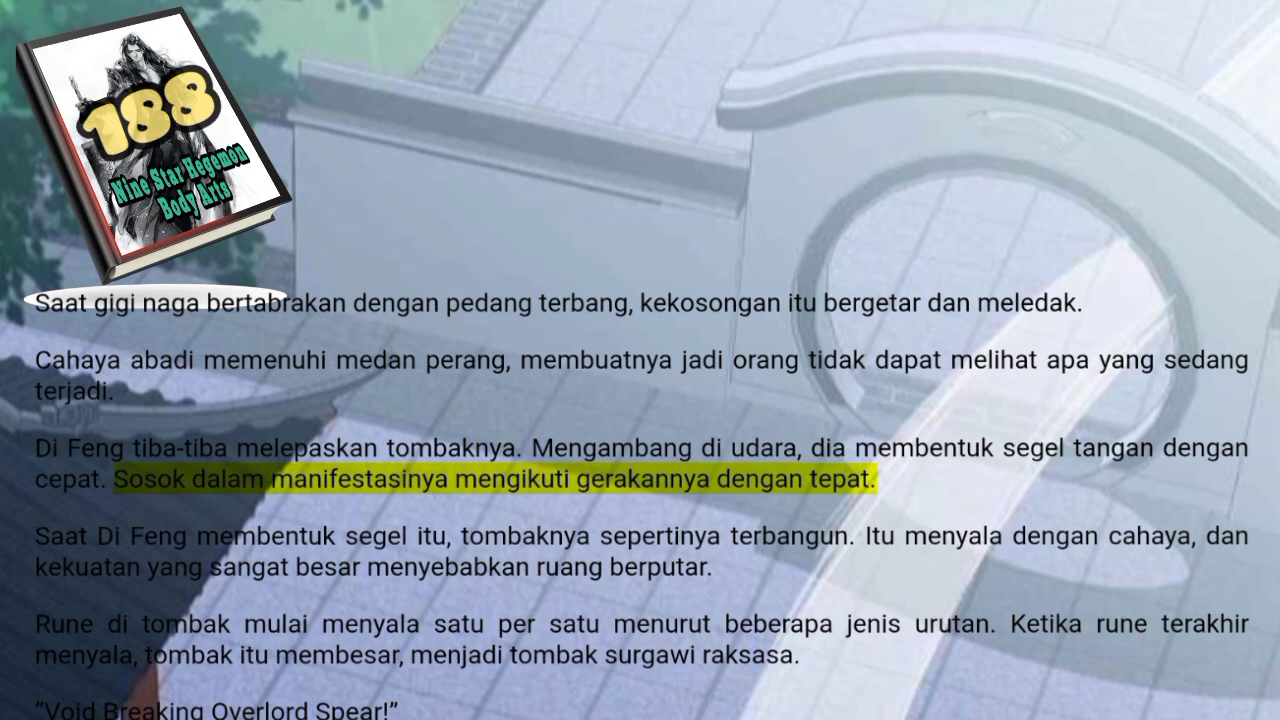 188
Nine Star Hegemon
Body Arts
Saat gigi naga bertabrakan dengan pedang terbang, kekosongan itu bergetar dan meledak.
Cahaya abadi memenuhi medan perang, membuatnya jadi orang tidak dapat melihat apa yang sedang
terjadi.
Di Feng tiba-tiba melepaskan tombaknya. Mengambang di udara, dia membentuk segel tangan dengan
cepat. Sosok dalam manifestasinya mengikuti gerakannya dengan tepat.
Saat Di Feng membentuk segel itu, tombaknya sepertinya terbangun. Itu menyala dengan cahaya, dan
kekuatan yang sangat besar menyebabkan ruang berputar.
Rune di tombak mulai menyala satu per satu menurut beberapa jenis urutan. Ketika rune terakhir
menyala, tombak itu membesar, menjadi tombak surgawi raksasa.
“Void Breaking Overlord Spear!”